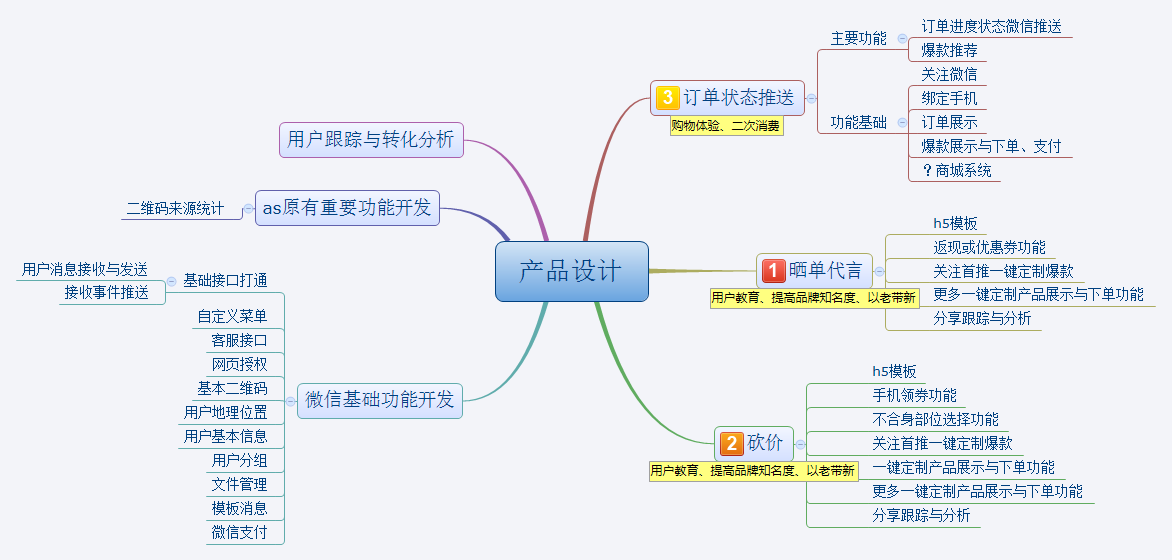 产品设计
3 订单状态推送
购物体验、二次消费
主要功能
订单进度状态微信推送
爆款推荐
功能基础
关注微信
绑定手机
订单展示
爆款展示与下单、支付
？商城系统
1 晒单代言
用户教育、提高品牌知名度、以老带新
h5模板
返现或优惠券功能
关注首推一键定制爆款
更多一键定制产品展示与下单功能
分享跟踪与分析
2 砍价
用户教育、提高品牌知名度、以老带新
h5模板
手机领券功能
不合身部位选择功能
关注首推一键定制爆款
一键定制产品展示与下单功能
更多一键定制产品展示与下单功能
分享跟踪与分析
用户跟踪与转化分析
as原有重要功能开发
二维码来源统计
微信基础功能开发
基础接口打通
用户消息接收与发送
接收事件推送
自定义菜单
客服接口
网页授权
基本二维码
用户地理位置
用户基本信息
用户分组
文件管理
模板消息
微信支付